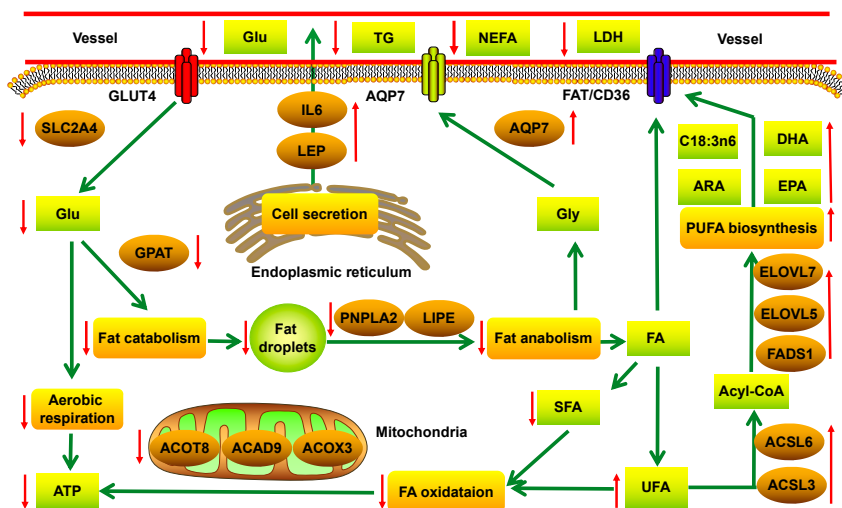 Vessel
Glu
TG
NEFA
LDH
Vessel
GLUT4
AQP7
FAT/CD36
SLC2A4
IL6
LEP
AQP7
C18:3n6
DHA
ARA
EPA
Glu
Cell secretion
Gly
PUFA biosynthesis
GPAT
Endoplasmic reticulum
ELOVL7
Fat catabolism
Fat
droplets
PNPLA2
LIPE
Fat anabolism
FA
ELOVL5
FADS1
Acyl-CoA
Aerobic
respiration
SFA
Mitochondria
ACOT8
ACAD9
ACOX3
ACSL6
ATP
FA oxidataion
UFA
ACSL3